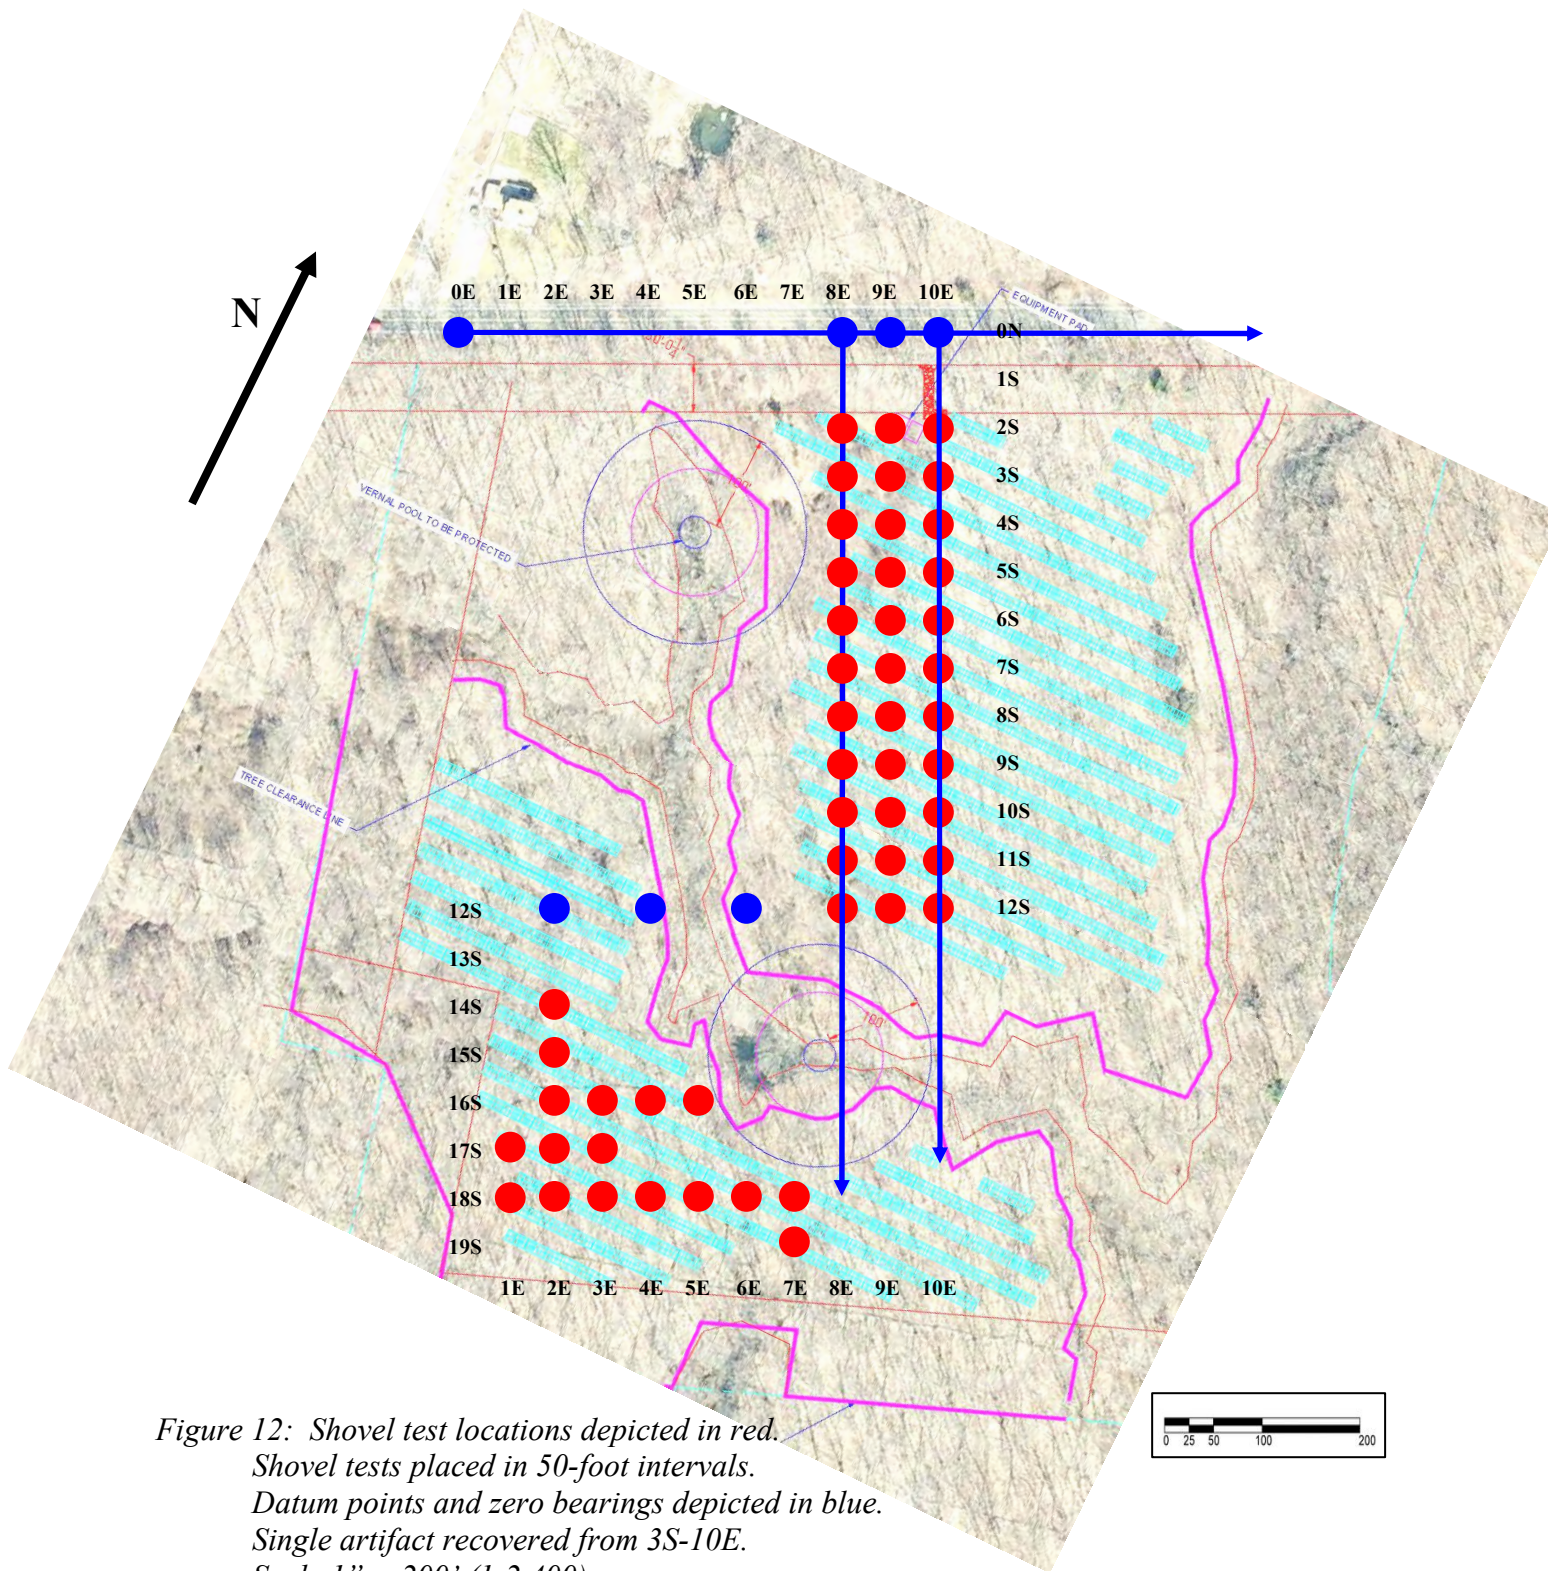 N
0E 1E 2E 3E 4E 5E 6E 7E 8E 9E 10E
EQUIPMENT PAD
0N
1S
2S
3S
4S
5S
6S
7S
8S
9S
10S
11S
12S
100'
VERNAL POOL TO BE PROTECTED
TREE CLEARANCE LINE
12S
13S
14S
15S
16S
17S
18S
19S
100'
1E 2E 3E 4E 5E 6E 7E 8E 9E 10E
0 25 50 100 200
Figure 12: Shovel test locations depicted in red.
Shovel tests placed in 50-foot intervals.
Datum points and zero bearings depicted in blue.
Single artifact recovered from 3S-10E.